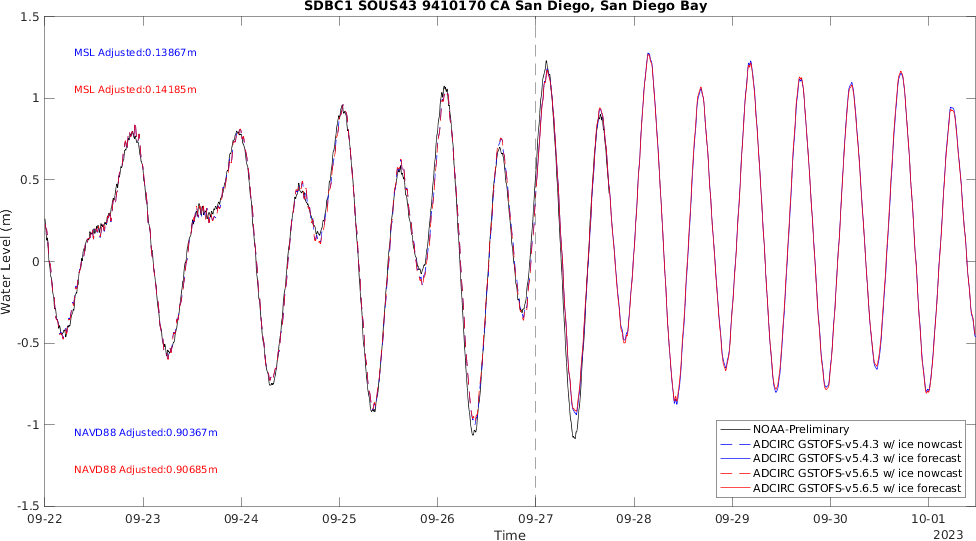 SDBC1 SOUS43 9410170 CA San Diego, San Diego Bay
1.5
MSL Adjusted:0.13867m
MSL Adjusted:0.14185m
1
0.5
0
-0.5
-1
-1.5
Water Level (m)
NAVD88 Adjusted:0.90367m
NAVD88 Adjusted:0.90685m
NOAA-Preliminary
ADCIRC GSTOFS-v5.4.3 w/ ice nowcast
ADCIRC GSTOFS-v5.4.3 w/ ice forecast
ADCIRC GSTOFS-v5.6.5 w/ ice nowcast
ADCIRC GSTOFS-v5.6.5 w/ ice forecast
09-22 09-23 09-24 09-25 09-26 09-27 09-28 09-29 09-30 10-01
Time
2023